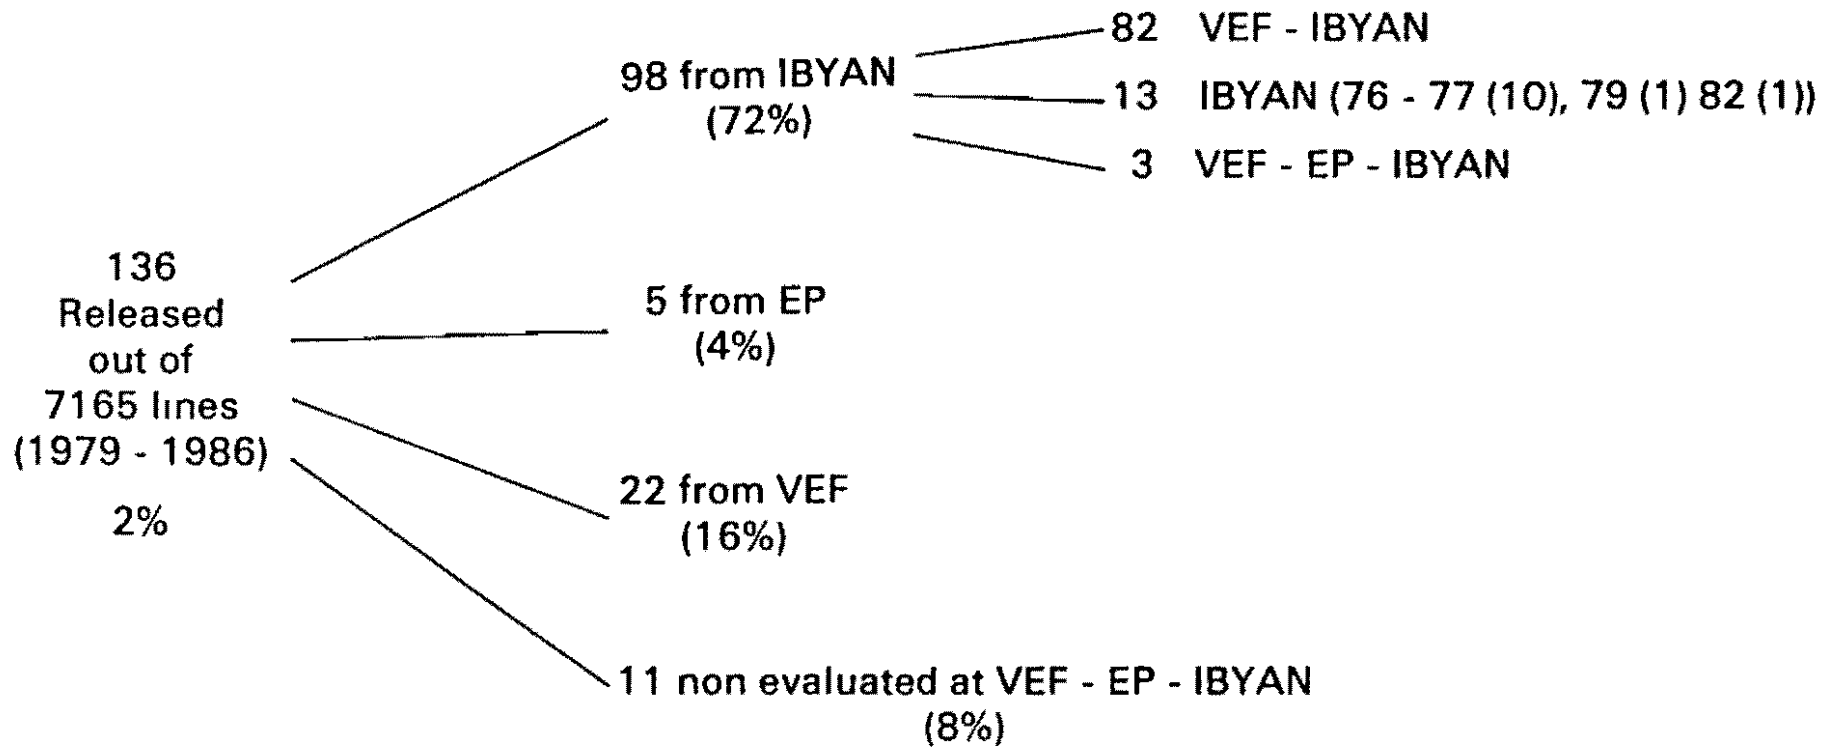 136
Released
out of
7165 lines
(1979 - 1986)
2%
98 from IBYAN
(72%)
82 VEF - IBYAN
13 IBYAN (76 - 77 (10), 79 (1) 82 (1))
3 VEF - EP - IBYAN
5 from EP
(4%)
22 from VEF
(16%)
11 non evaluated at VEF - EP - IBYAN
(8%)